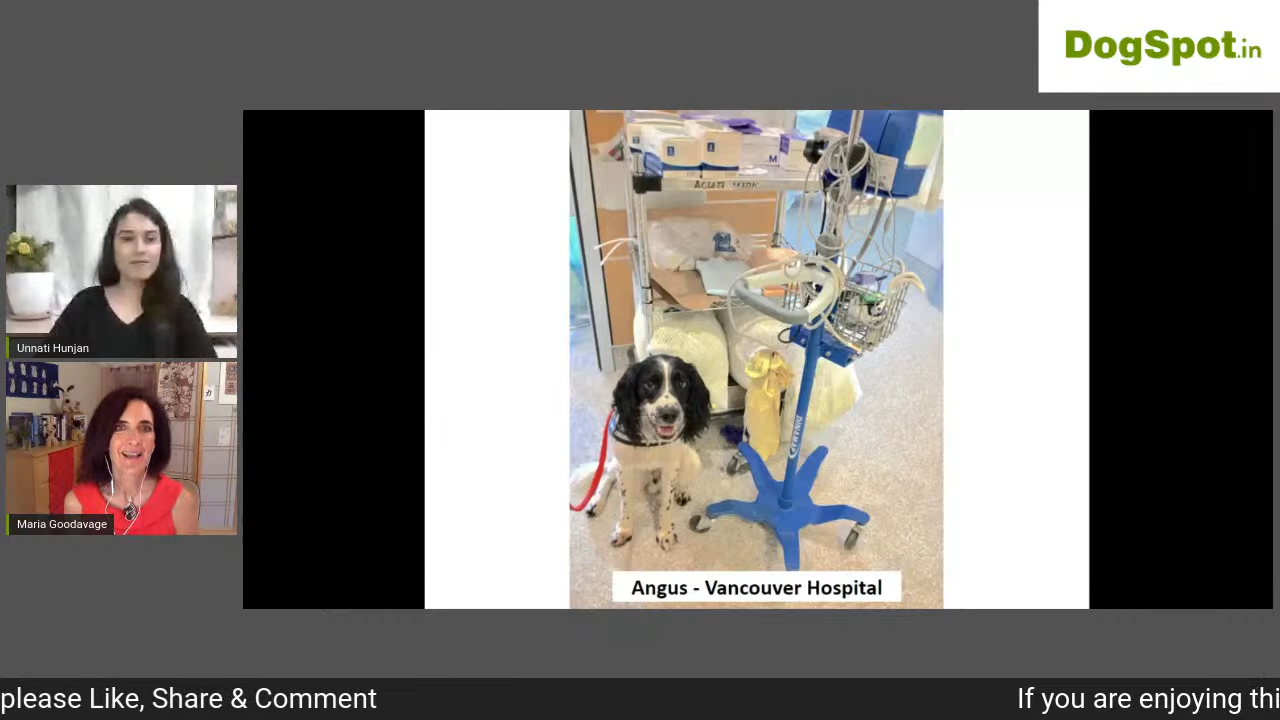 DogSpot.in
Unnati Hunjan
Maria Goodavage
M
Angus - Vancouver Hospital
please Like, Share & Comment
If you are enjoying thi